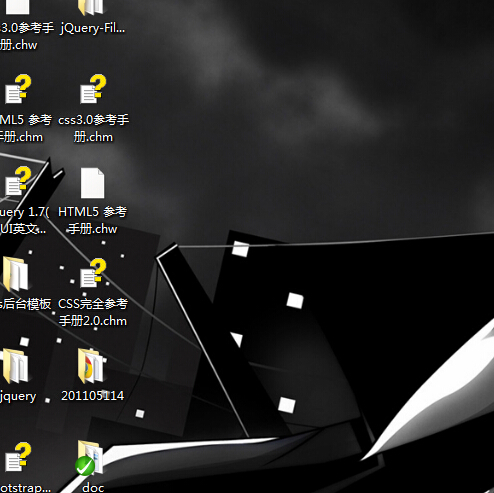 s3.0参考手
册.chw
jQuery-Fil...
ML5 参考
手册.chm
css3.0参考手
册.chm
uery 1.7(
UI英文...
HTML5 参考
手册.chw
s后台模板
CSS完全参考
手册2.0.chm
jquery
201105114
otstrap...
doc